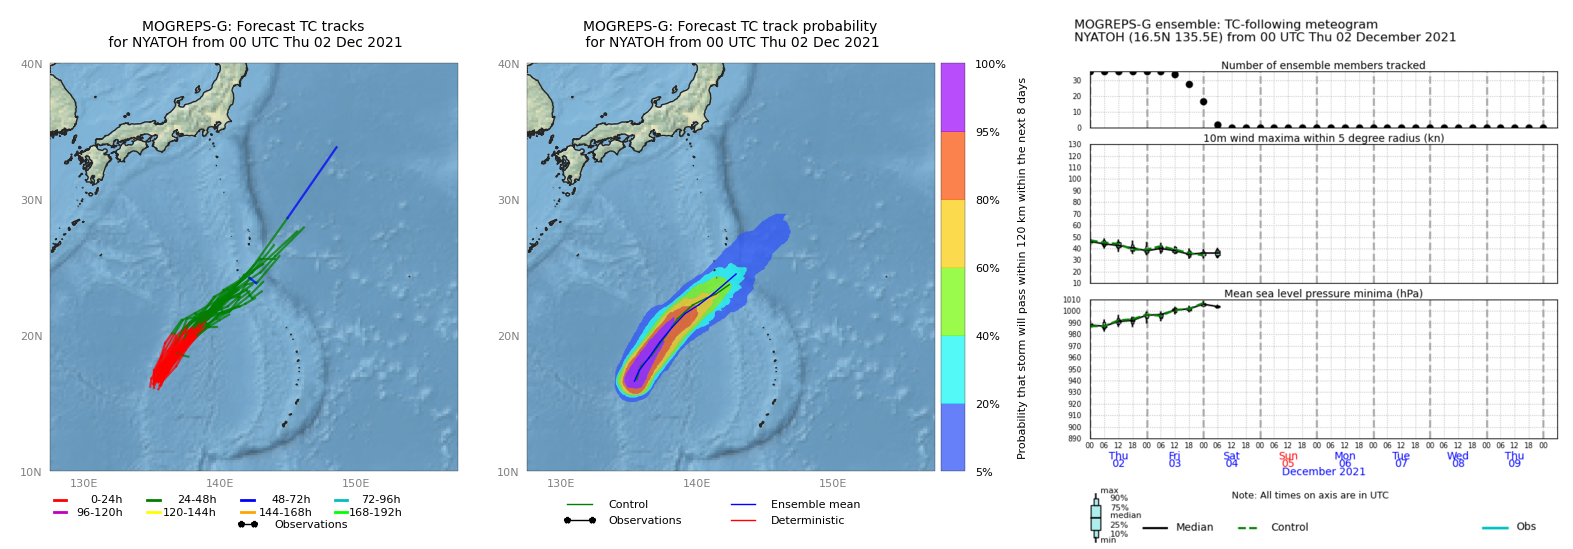 MOGREPS-G: Forecast TC tracks
for NYATOH from 00 UTC Thu 02 Dec 2021
40N
30N
20N
10N
130E 140E 150E
0-24h 24-48h 48-72h 72-96h
96-120h 120-144h 144-168h 168-192h
Observations
MOGREPS-G: Forecast TC track probability
for NYATOH from 00 UTC Thu 02 Dec 2021
40N
30N
20N
10N
130E 140E 150E
100%
95%
80%
60%
40%
20%
5%
Probability that storm will pass within 120 km within the next 8 days
Control Ensemble mean
Observations Deterministic
MOGREPS-G ensemble: TC-following meteogram
NYATOH (16.5N 135.5E) from 00 UTC Thu 02 December 2021
Number of ensemble members tracked
30
20
10
0
10m wind maxima within 5 degree radius (kn)
130
120
110
100
90
80
70
60
50
40
30
20
10
Mean sea level pressure minima (hPa)
1010
1000
990
980
970
960
950
940
930
920
910
900
890
00 06 12 18 00 06 12 18 00 06 12 18 00 06 12 18 00 06 12 18 00 06 12 18 00 06 12 18 00 06 12 18 00
Thu Fri Sat Sun Mon Tue Wed Thu
02 03 04 05 06 07 08 09
December 2021
max
90%
75%
median
25%
10%
min
Note: All times on axis are in UTC
Median Control Obs